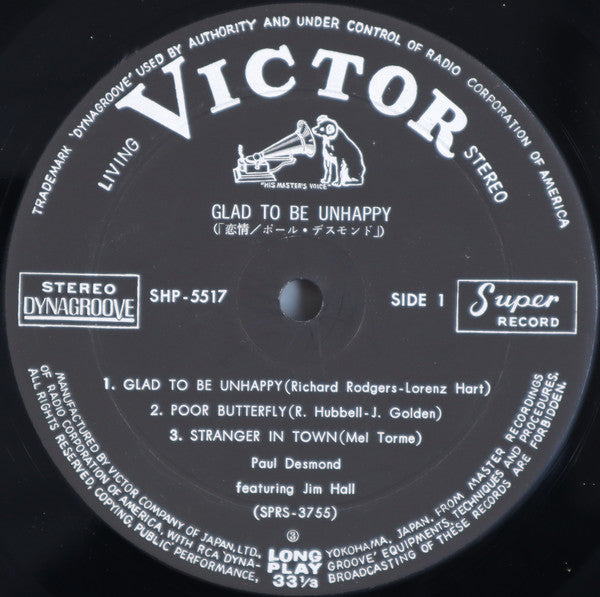 TRADEMARK 'DYNAGROOVE' USED BY AUTHORITY AND UNDER CONTROL OF RADIO CORPORATION OF AMERICA
LIVING
VICTOR
STEREO
"HIS MASTER'S VOICE"
GLAD TO BE UNHAPPY
(『恋情/ポール・デスモンド』)
STEREO
DYNAGROOVE
SHP-5517
SIDE 1
Super
RECORD
1. GLAD TO BE UNHAPPY(Richard Rodgers-Lorenz Hart)
2. POOR BUTTERFLY(R. Hubbell-J. Golden)
3. STRANGER IN TOWN(Mel Torme)
Paul Desmond
featuring Jim Hall
(SPRS-3755)
③
LONG
PLAY
33 1/3
MANUFACTURED BY VICTOR COMPANY OF JAPAN, LTD., YOKOHAMA, JAPAN, FROM MASTER RECORDINGS
OF RADIO CORPORATION OF AMERICA, WITH RCA 'DYNAGROOVE' EQUIPMENTS, TECHNIQUES AND PROCEDURES.
ALL RIGHTS RESERVED, COPYING, PUBLIC PERFORMANCE, BROADCASTING OF THESE RECORDS ARE FORBIDDEN.